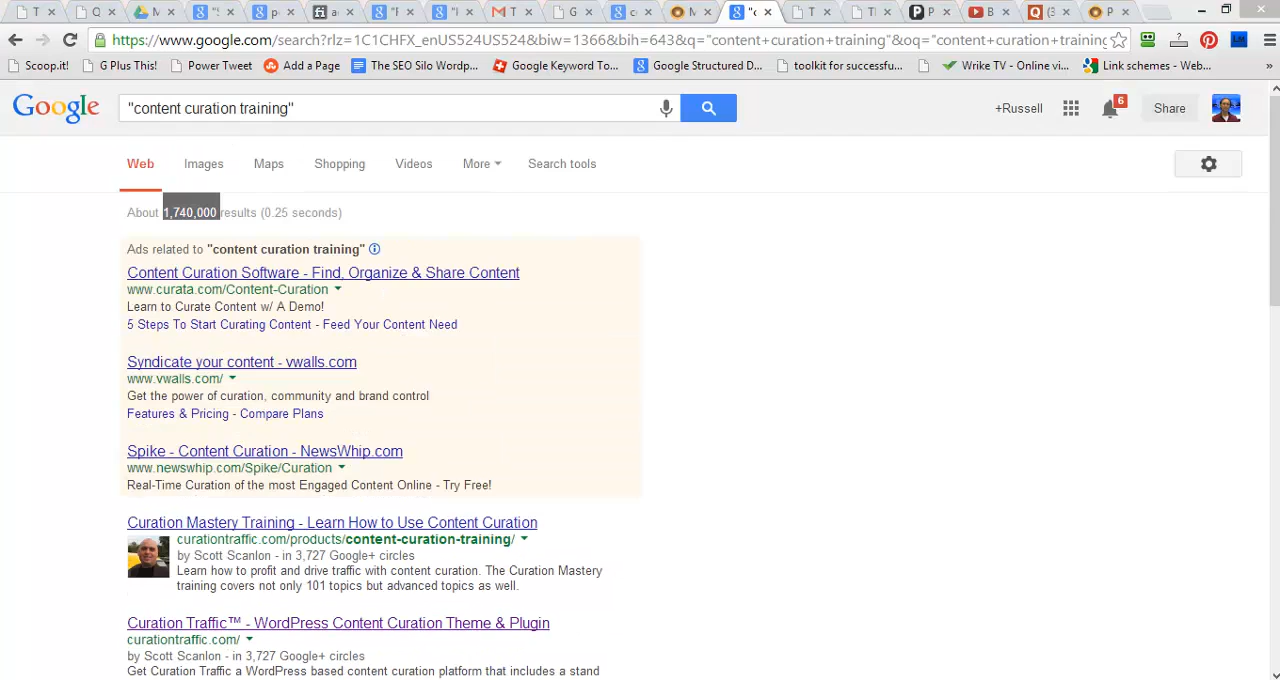 T
Q
M
"S
p
a
"F
"I
T
G
c
M
"c
T
Tl
P
B
(3
P
https://www.google.com/search?rlz=1C1CHFX_enUS524US524&biw=1366&bih=643&q="content+curation+training"&oq="content+curation+training
Scoop.it! G Plus This! Power Tweet Add a Page The SEO Silo Wordp... Google Keyword To... Google Structured D... toolkit for successfu... Wrike TV - Online vi... Link schemes - Web... »
Google "content curation training" +Russell 6 Share
Web Images Maps Shopping Videos More Search tools
About 1,740,000 results (0.25 seconds)
Ads related to "content curation training"
Content Curation Software - Find, Organize & Share Content
www.curata.com/Content-Curation
Learn to Curate Content w/ A Demo!
5 Steps To Start Curating Content - Feed Your Content Need
Syndicate your content - vwalls.com
www.vwalls.com/
Get the power of curation, community and brand control
Features & Pricing - Compare Plans
Spike - Content Curation - NewsWhip.com
www.newswhip.com/Spike/Curation
Real-Time Curation of the most Engaged Content Online - Try Free!
Curation Mastery Training - Learn How to Use Content Curation
curationtraffic.com/products/content-curation-training/
by Scott Scanlon - in 3,727 Google+ circles
Learn how to profit and drive traffic with content curation. The Curation Mastery
training covers not only 101 topics but advanced topics as well.
Curation Traffic™ - WordPress Content Curation Theme & Plugin
curationtraffic.com/
by Scott Scanlon - in 3,727 Google+ circles
Get Curation Traffic a WordPress based content curation platform that includes a stand